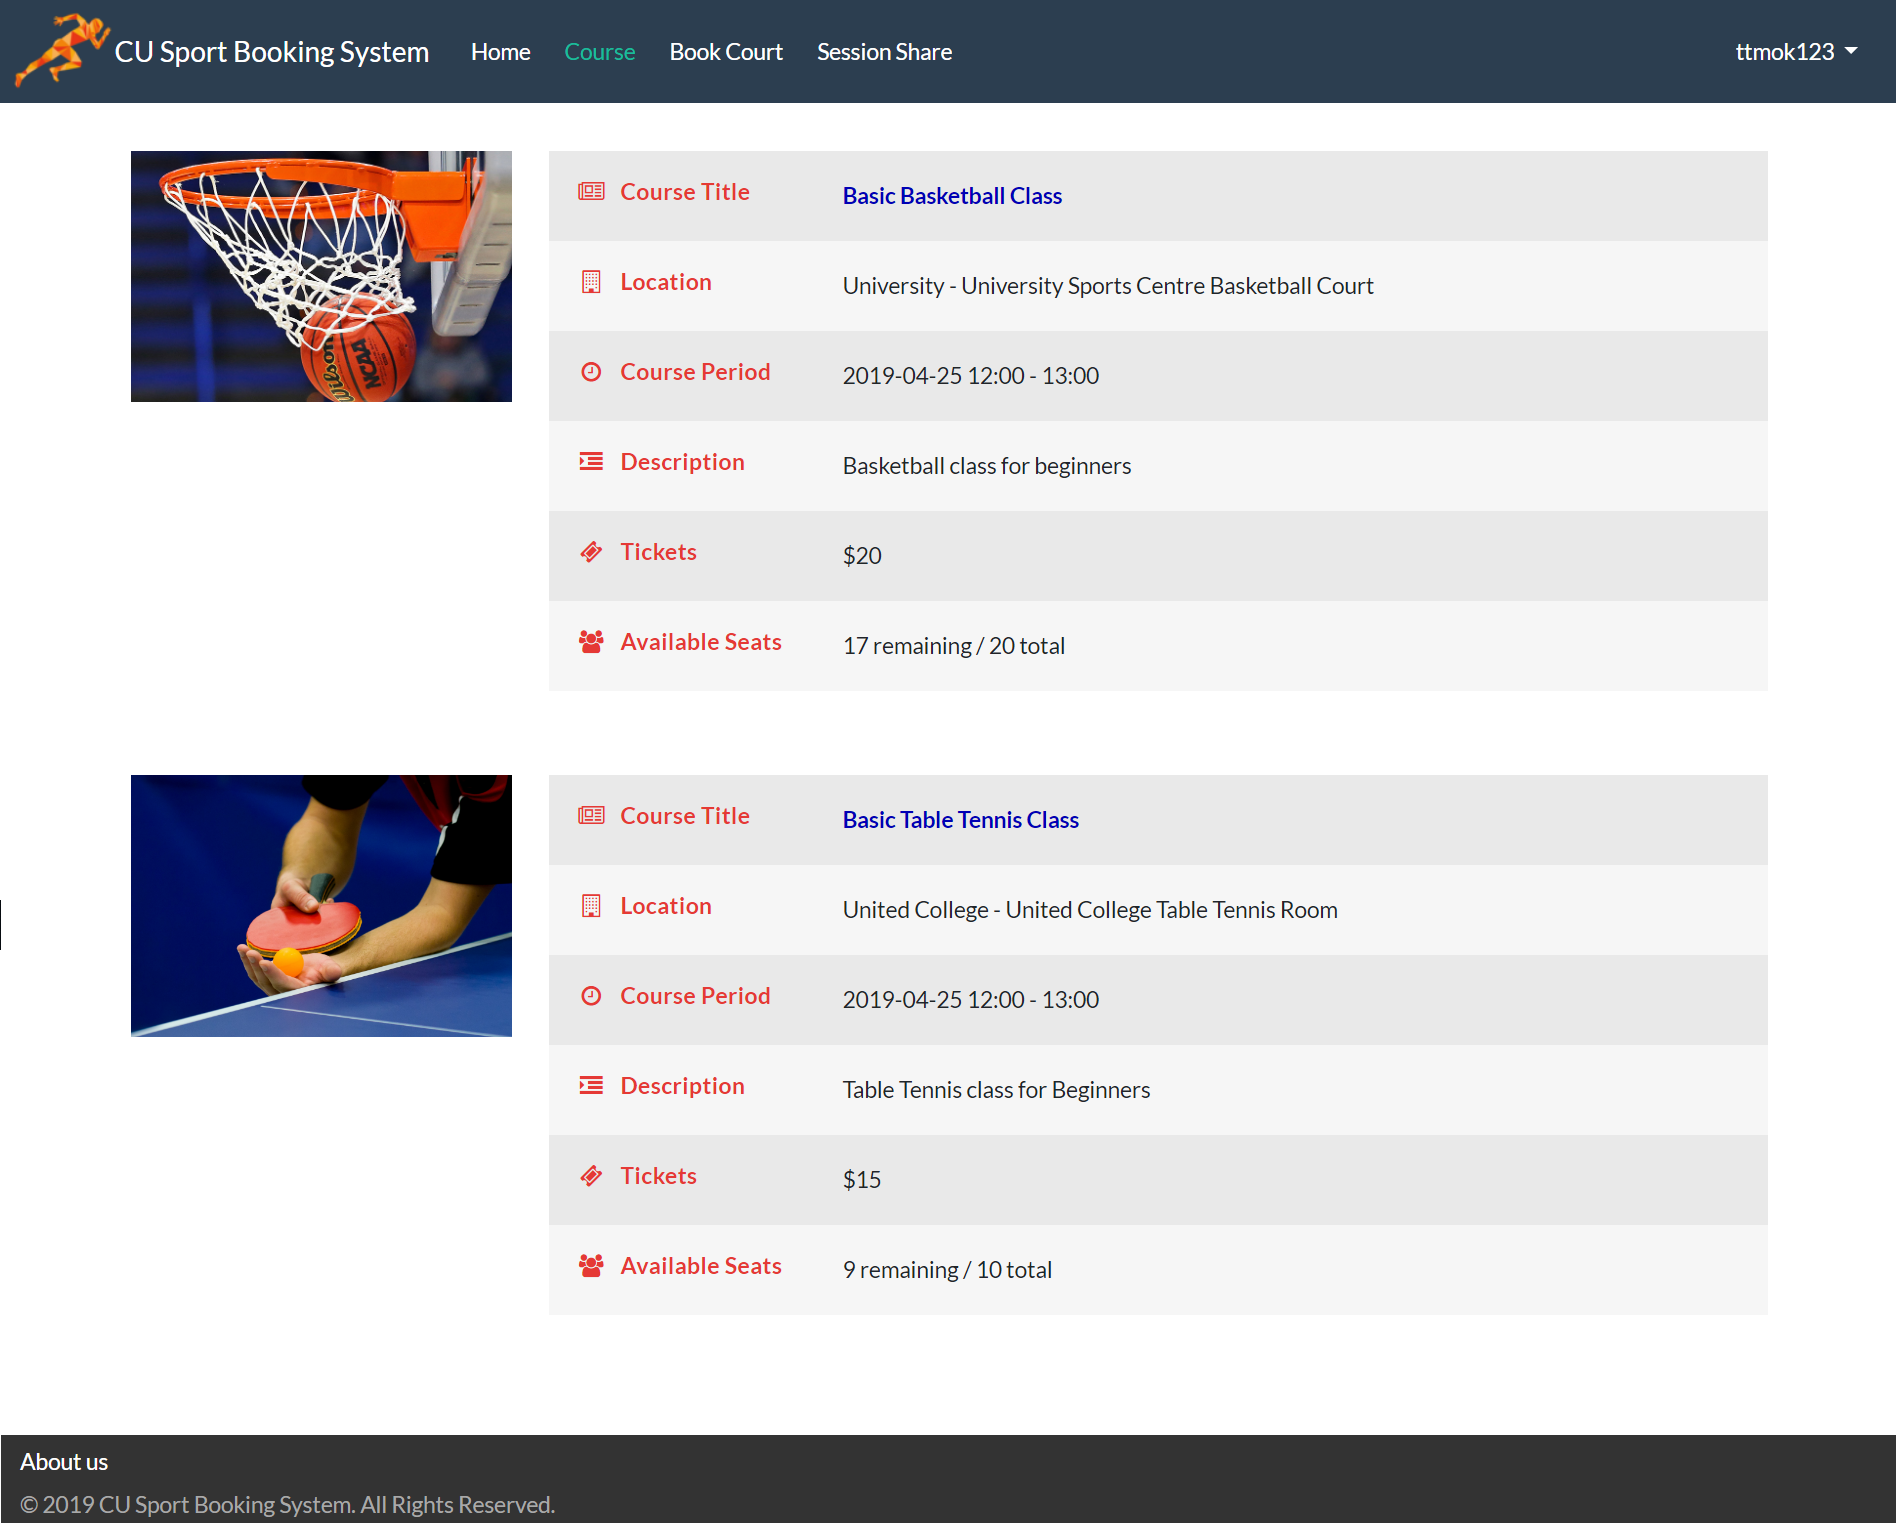 CU Sport Booking System Home Course Book Court Session Share ttmok123
Wilson
NCAA
Course Title Basic Basketball Class
Location University - University Sports Centre Basketball Court
Course Period 2019-04-25 12:00 - 13:00
Description Basketball class for beginners
Tickets $20
Available Seats 17 remaining / 20 total
Course Title Basic Table Tennis Class
Location United College - United College Table Tennis Room
Course Period 2019-04-25 12:00 - 13:00
Description Table Tennis class for Beginners
Tickets $15
Available Seats 9 remaining / 10 total
About us
© 2019 CU Sport Booking System. All Rights Reserved.